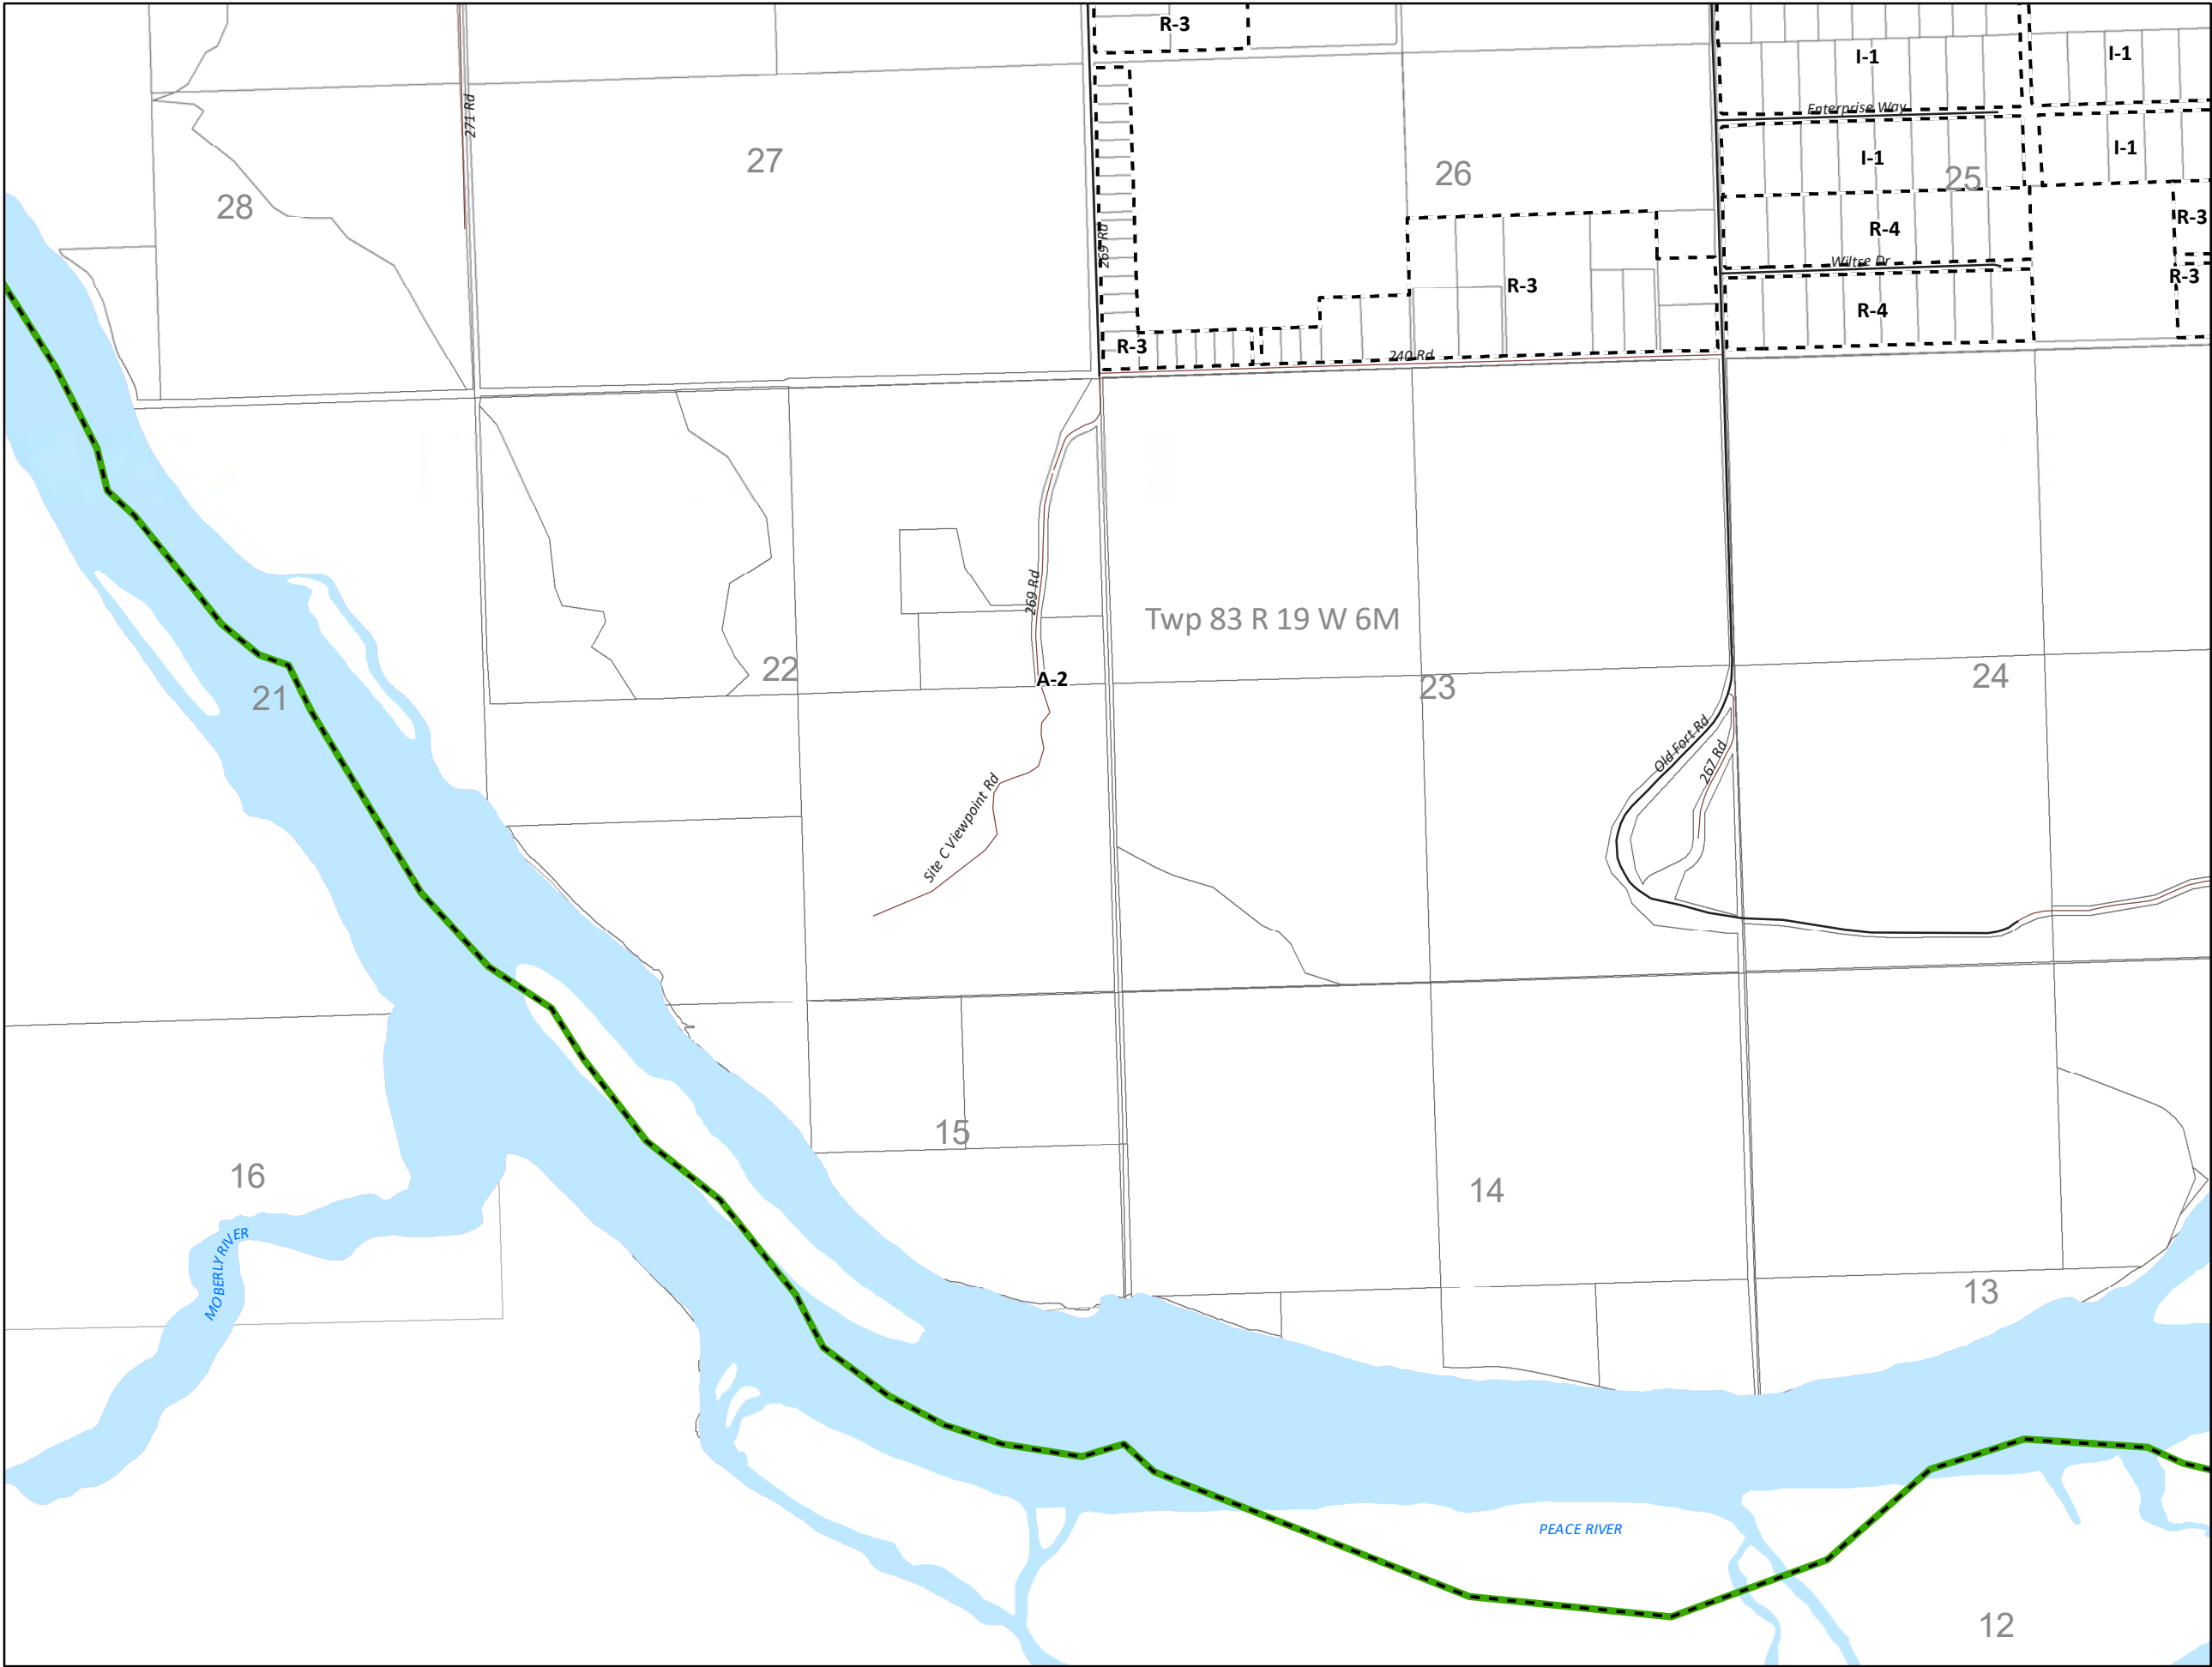 R-3
I-1
I-1
Enterprise Way
271 Rd
27
26
I-1
I-1
25
28
R-3
R-4
269 Rd
Wiltse Dr
R-3
R-3
R-4
R-3
240 Rd
269 Rd
Twp 83 R 19 W 6M
22
A-2
23
24
21
Old Fort Rd
267 Rd
Site C Viewpoint Rd
15
16
14
MOBERLY RIVER
13
PEACE RIVER
12